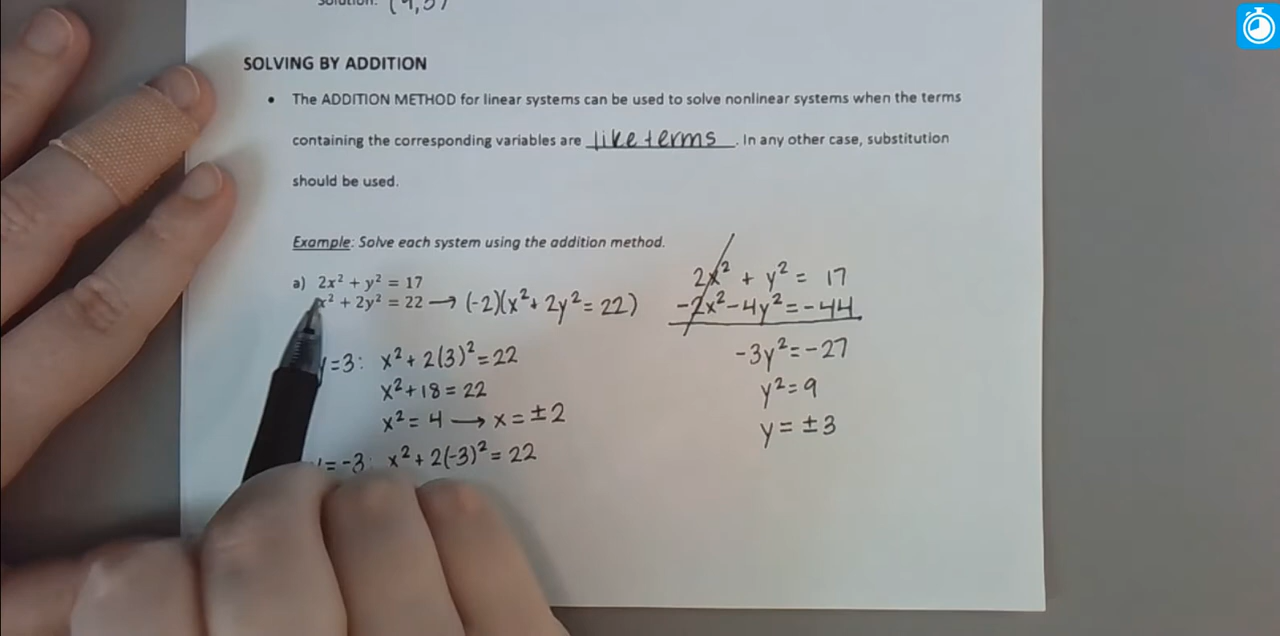 Solution: (4,3)
SOLVING BY ADDITION
• The ADDITION METHOD for linear systems can be used to solve nonlinear systems when the terms
containing the corresponding variables are like terms. In any other case, substitution
should be used.
Example: Solve each system using the addition method.
a) 2x² + y² = 17
x² + 2y² = 22 → (-2)(x² + 2y² = 22)
y=3: x² + 2(3)² = 22
x² + 18 = 22
x² = 4 → x = ±2
y=-3: x² + 2(-3)² = 22
2x² + y² = 17
-2x² - 4y² = -44
-3y² = -27
y² = 9
y = ±3